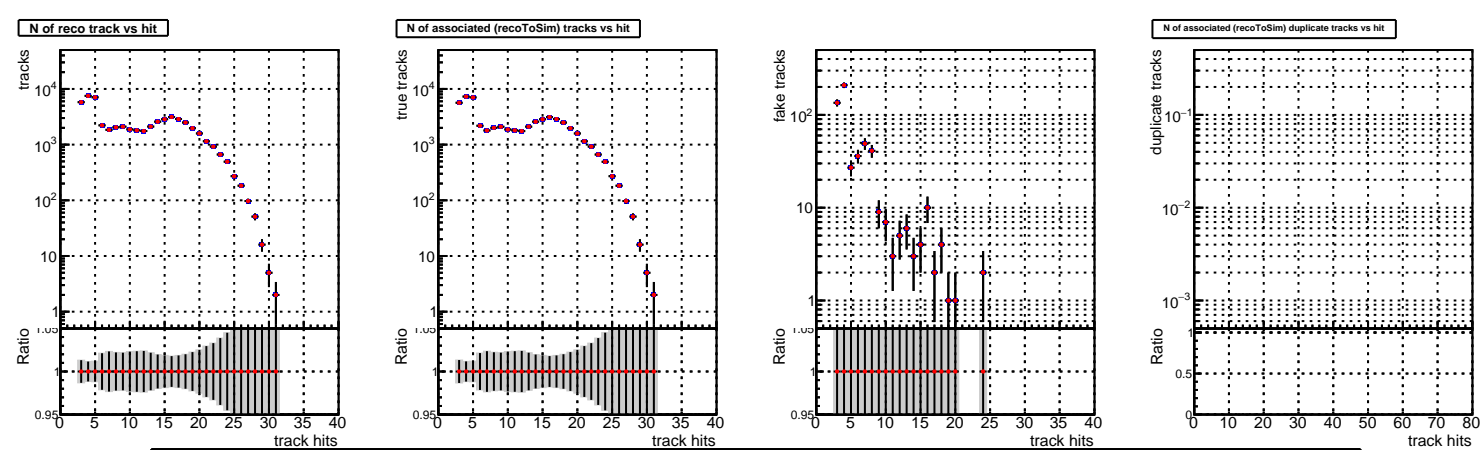 N of reco track vs hit
tracks
10⁴
10³
10²
10
1
Ratio
1.05
1
0.95
0 5 10 15 20 25 30 35 40
track hits
N of associated (recoToSim) tracks vs hit
true tracks
10⁴
10³
10²
10
1
Ratio
1.05
1
0.95
0 5 10 15 20 25 30 35 40
track hits
fake tracks
10²
10
1
Ratio
1.05
1
0.95
0 5 10 15 20 25 30 35 40
track hits
N of associated (recoToSim) duplicate tracks vs hit
duplicate tracks
10⁻¹
10⁻²
10⁻³
Ratio
1
0.5
0
0 10 20 30 40 50 60 70 80
track hits